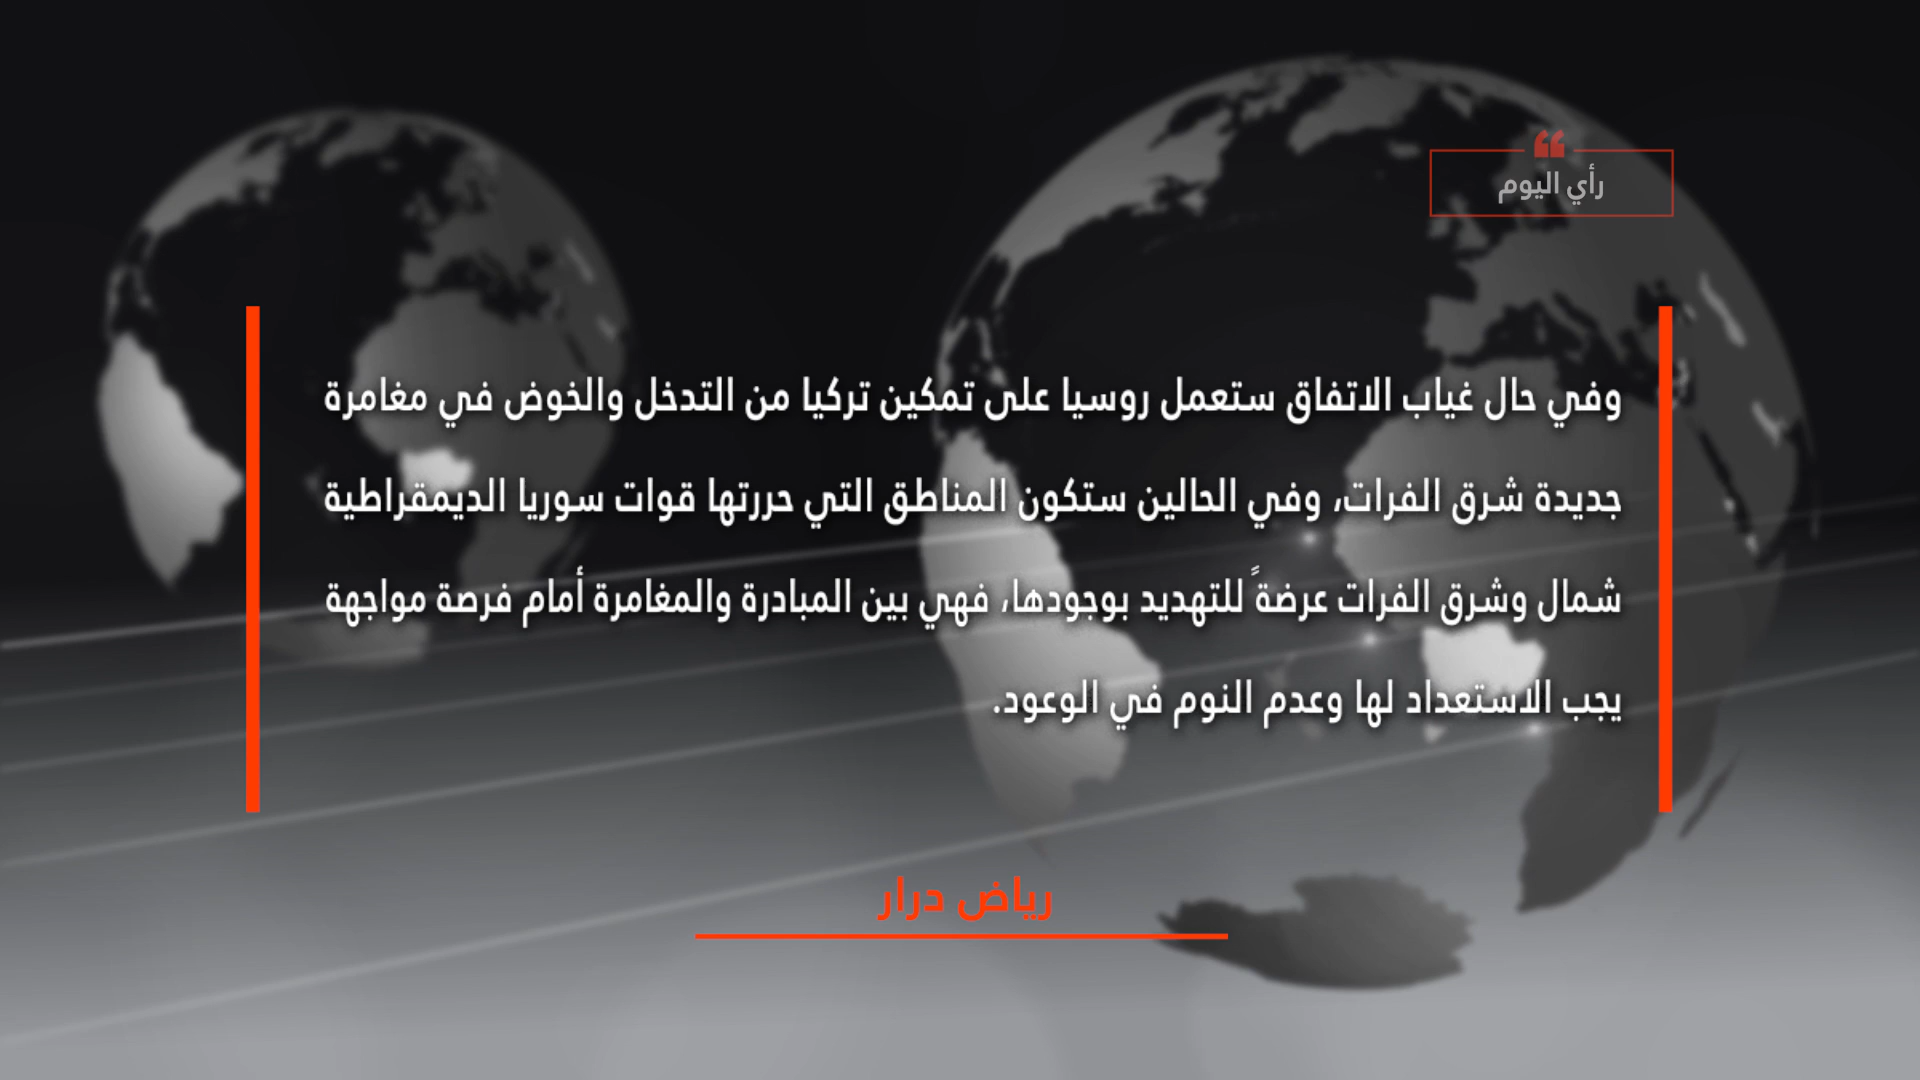 رأي اليوم
وفي حال غياب الاتفاق ستعمل روسيا على تمكين تركيا من التدخل والخوض في مغامرة
جديدة شرق الفرات، وفي الحالين ستكون المناطق التي حررتها قوات سوريا الديمقراطية
شمال وشرق الفرات عرضةً للتهديد بوجودها، فهي بين المبادرة والمغامرة أمام فرصة مواجهة
يجب الاستعداد لها وعدم النوم في الوعود.
رياض درار